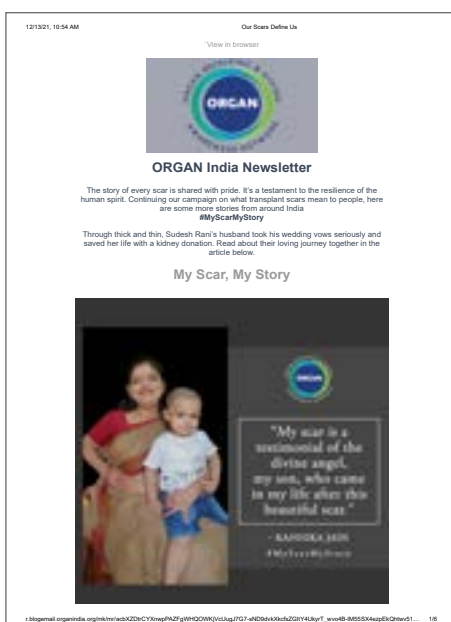 12/13/21, 10:54 AM
Our Scars Define Us
View in browser
ORGAN
ORGAN India Newsletter
The story of every scar is shared with pride. It's a testament to the resilience of the
human spirit. Continuing our campaign on what transplant scars mean to people, here
are some more stories from around India
#MyScarMyStory
Through thick and thin, Sudesh Rani's husband took his wedding vows seriously and
saved her life with a kidney donation. Read about their loving journey together in the
article below.
My Scar, My Story
ORGAN
"My scar is a
testimonial of the
divine angel,
my son, who came
in my life after this
beautiful scar."
JAIN
#MyScarMyStory
1/6